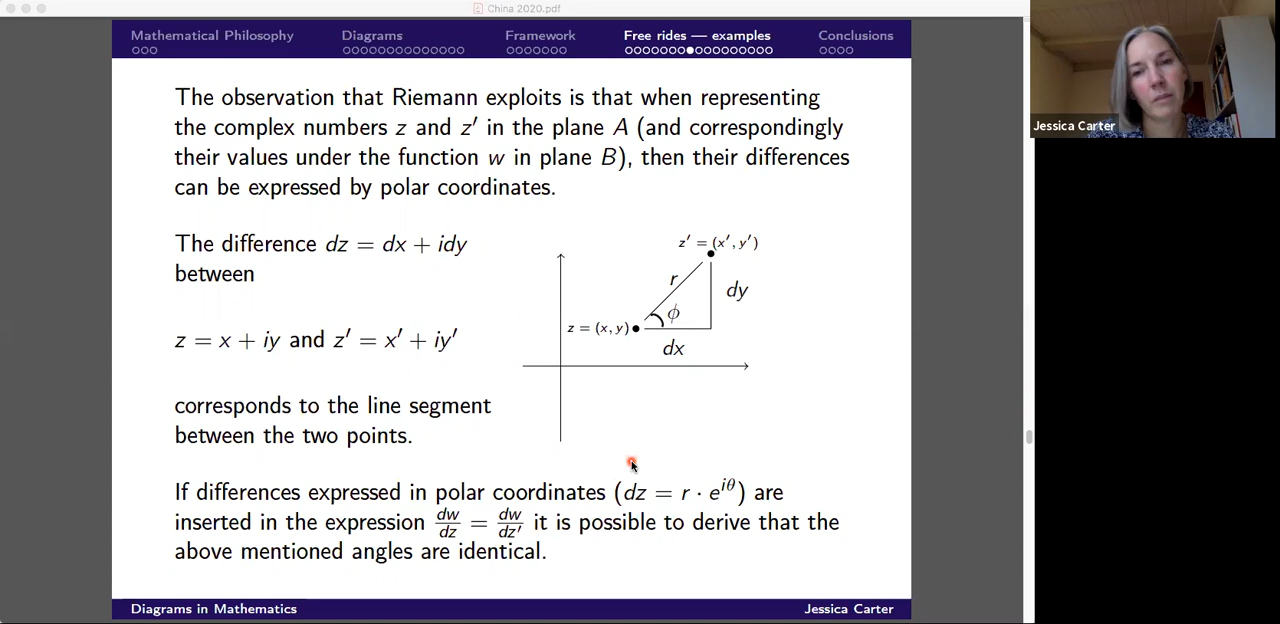 China 2020.pdf
Mathematical Philosophy Diagrams Framework Free rides — examples Conclusions
The observation that Riemann exploits is that when representing
the complex numbers z and z′ in the plane A (and correspondingly
their values under the function w in plane B), then their differences
can be expressed by polar coordinates.
The difference dz = dx + idy
between
z = x + iy and z′ = x′ + iy′
corresponds to the line segment
between the two points.
z′ = (x′, y′)
r
dy
ϕ
z = (x, y)
dx
If differences expressed in polar coordinates (dz = r · e^{iθ}) are
inserted in the expression dw/dz = dw/dz′ it is possible to derive that the
above mentioned angles are identical.
Diagrams in Mathematics Jessica Carter
Jessica Carter